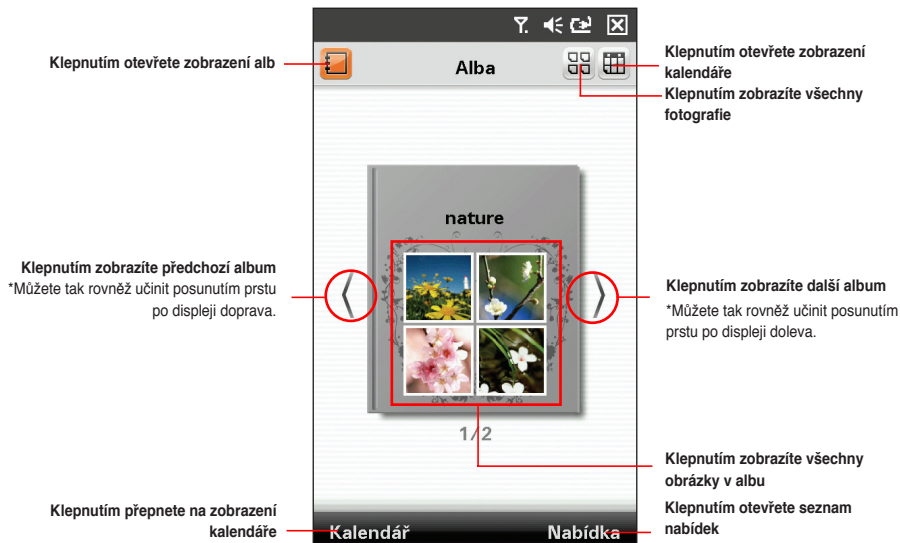 Klepnutím otevřete zobrazení alb
Alba
Klepnutím otevřete zobrazení
kalendáře
Klepnutím zobrazíte všechny
fotografie
nature
Klepnutím zobrazíte předchozí album
*Můžete tak rovněž učinit posunutím prstu
po displeji doprava.
Klepnutím zobrazíte další album
*Můžete tak rovněž učinit posunutím
prstu po displeji doleva.
1/2
Klepnutím zobrazíte všechny
obrázky v albu
Klepnutím přepnete na zobrazení
kalendáře
Klepnutím otevřete seznam
nabídek
Kalendář
Nabídka